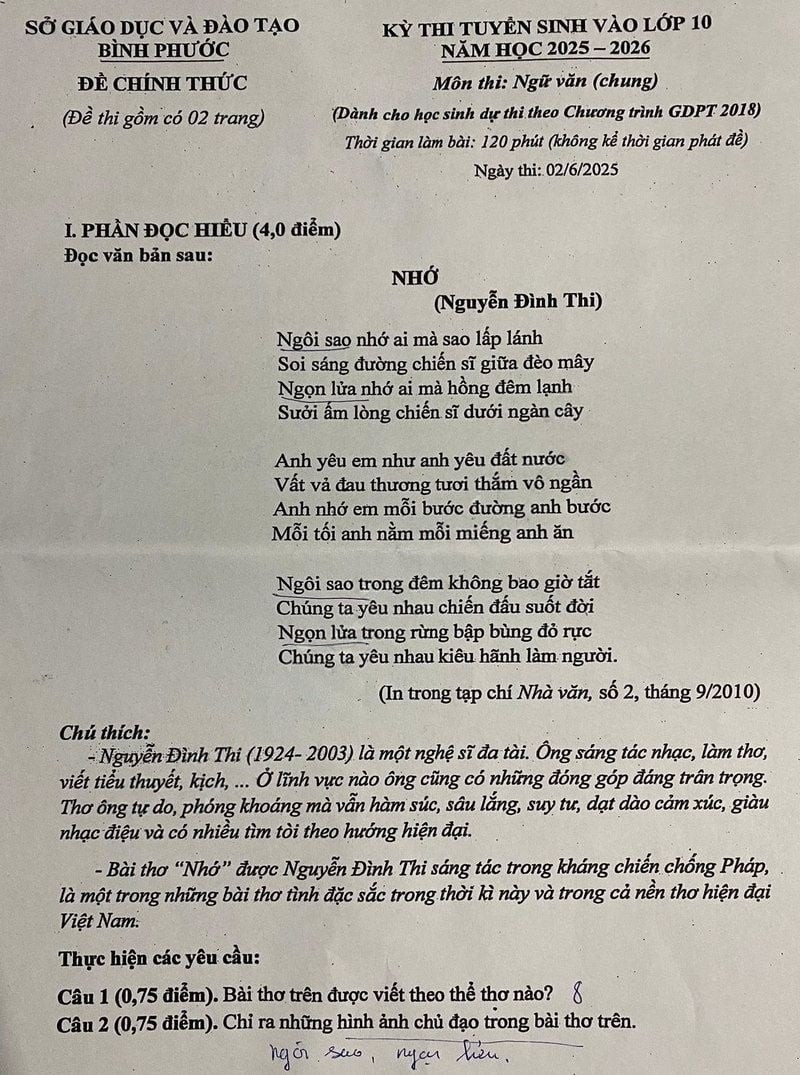 SỞ GIÁO DỤC VÀ ĐÀO TẠO
BÌNH PHƯỚC
ĐỀ CHÍNH THỨC
(Đề thi gồm có 02 trang)
KỲ THI TUYỂN SINH VÀO LỚP 10
NĂM HỌC 2025 – 2026
Môn thi: Ngữ văn (chung)
(Dành cho học sinh dự thi theo Chương trình GDPT 2018)
Thời gian làm bài: 120 phút (không kể thời gian phát đề)
Ngày thi: 02/6/2025
I. PHẦN ĐỌC HIỂU (4,0 điểm)
Đọc văn bản sau:
NHỚ
(Nguyễn Đình Thi)
Ngôi sao nhớ ai mà sao lấp lánh
Soi sáng đường chiến sĩ giữa đèo mây
Ngọn lửa nhớ ai mà hồng đêm lạnh
Sưởi ấm lòng chiến sĩ dưới ngàn cây
Anh yêu em như anh yêu đất nước
Vất vả đau thương tươi thắm vô ngần
Anh nhớ em mỗi bước đường anh bước
Mỗi tối anh nằm mỗi miếng anh ăn
Ngôi sao trong đêm không bao giờ tắt
Chúng ta yêu nhau chiến đấu suốt đời
Ngọn lửa trong rừng bập bùng đỏ rực
Chúng ta yêu nhau kiêu hãnh làm người.
(In trong tạp chí Nhà văn, số 2, tháng 9/2010)
Chú thích:
- Nguyễn Đình Thi (1924- 2003) là một nghệ sĩ đa tài. Ông sáng tác nhạc, làm thơ,
viết tiểu thuyết, kịch, ... Ở lĩnh vực nào ông cũng có những đóng góp đáng trân trọng.
Thơ ông tự do, phóng khoáng mà vẫn hàm súc, sâu lắng, suy tư, dạt dào cảm xúc, giàu
nhạc điệu và có nhiều tìm tòi theo hướng hiện đại.
- Bài thơ “Nhớ” được Nguyễn Đình Thi sáng tác trong kháng chiến chống Pháp,
là một trong những bài thơ tình đặc sắc trong thời kì này và trong cả nền thơ hiện đại
Việt Nam.
Thực hiện các yêu cầu:
Câu 1 (0,75 điểm). Bài thơ trên được viết theo thể thơ nào? 8
Câu 2 (0,75 điểm). Chỉ ra những hình ảnh chủ đạo trong bài thơ trên.
ngôi sao, ngọn